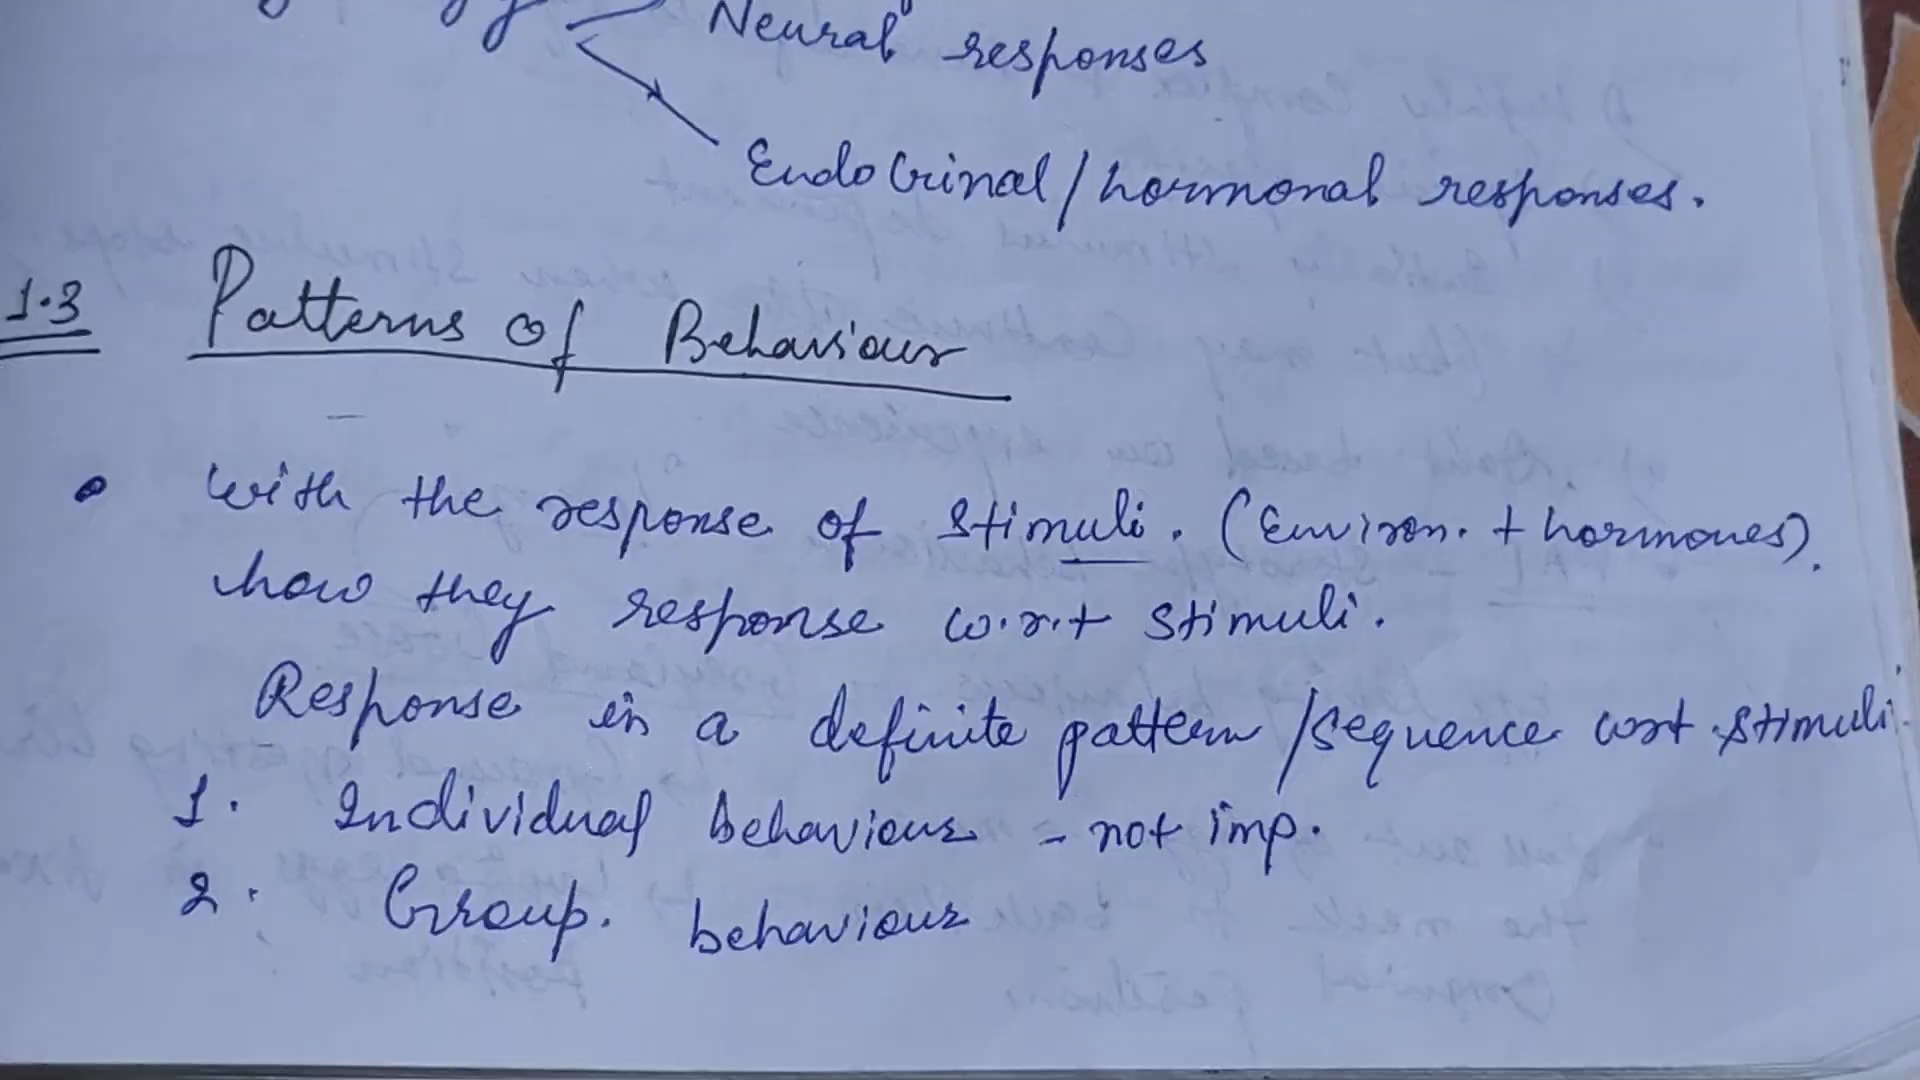 Neural responses
Endocrinal/hormonal responses.
1.3 Patterns of Behaviour
• with the response of stimuli. (Environ. + hormones).
how they response w.r.t stimuli.
Response in a definite pattern/sequence wrt stimuli.
1. Individual behaviour - not imp.
2. Group. behaviour